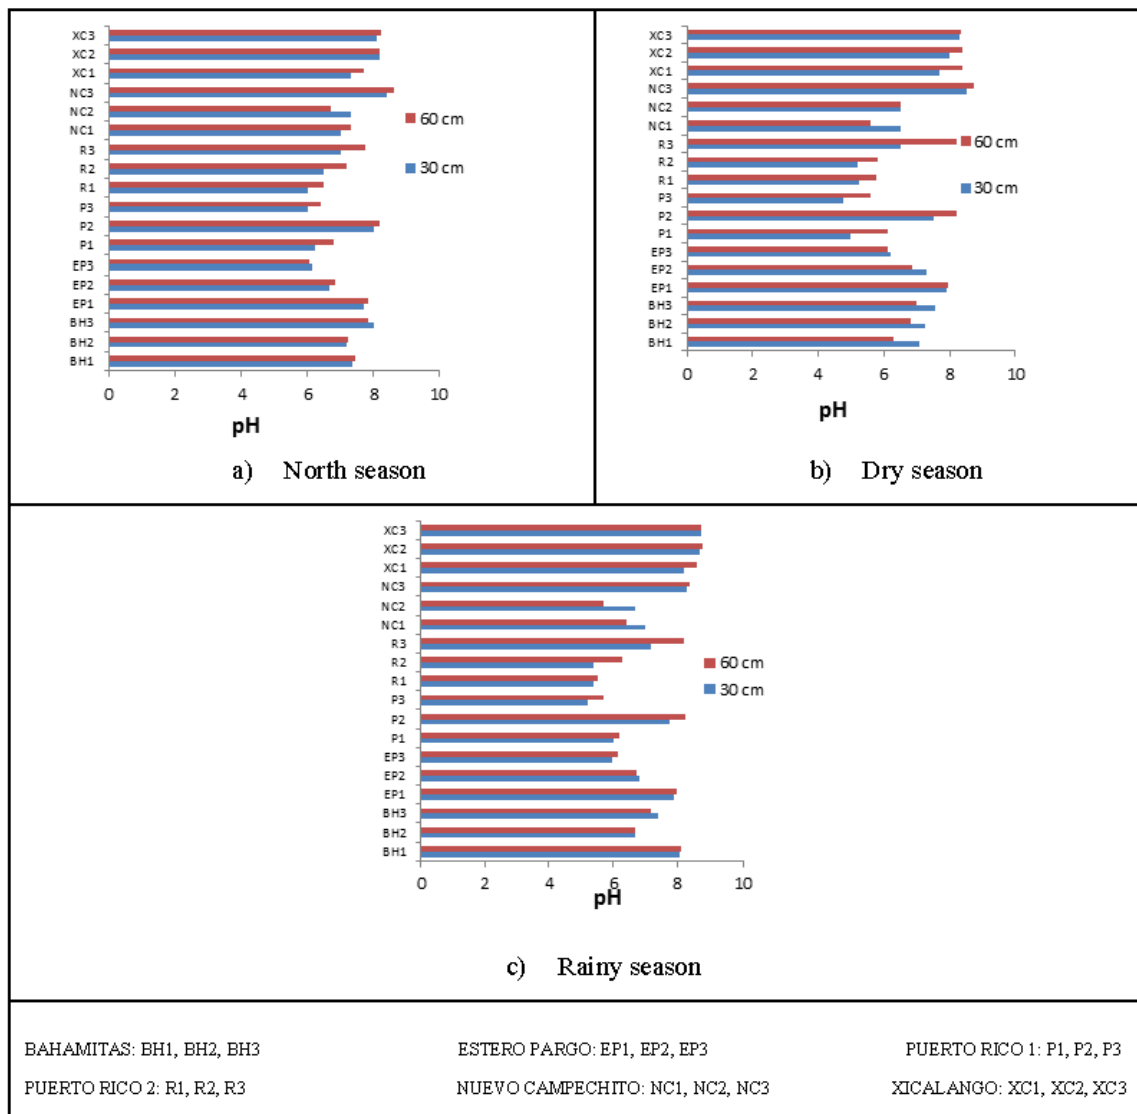 XC3
XC2
XC1
NC3
NC2
NC1
R3
R2
R1
P3
P2
P1
EP3
EP2
EP1
BH3
BH2
BH1
60 cm
30 cm
0 2 4 6 8 10
pH
a) North season
XC3
XC2
XC1
NC3
NC2
NC1
R3
R2
R1
P3
P2
P1
EP3
EP2
EP1
BH3
BH2
BH1
60 cm
30 cm
0 2 4 6 8 10
pH
b) Dry season
XC3
XC2
XC1
NC3
NC2
NC1
R3
R2
R1
P3
P2
P1
EP3
EP2
EP1
BH3
BH2
BH1
60 cm
30 cm
0 2 4 6 8 10
pH
c) Rainy season
BAHAMITAS: BH1, BH2, BH3 ESTERO PARGO: EP1, EP2, EP3 PUERTO RICO 1: P1, P2, P3
PUERTO RICO 2: R1, R2, R3 NUEVO CAMPECHITO: NC1, NC2, NC3 XICALANGO: XC1, XC2, XC3